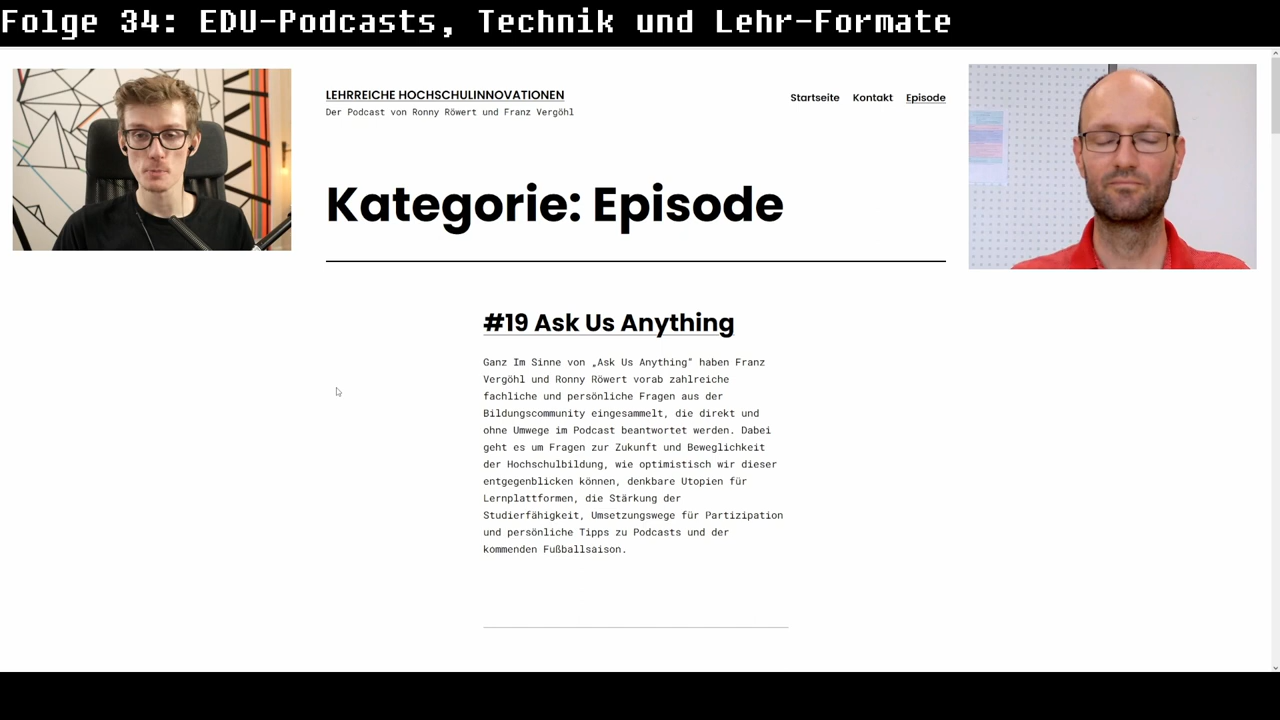 Folge 34: EDU-Podcasts, Technik und Lehr-Formate
LEHRREICHE HOCHSCHULINNOVATIONEN
Der Podcast von Ronny Röwert und Franz Vergöhl
Startseite Kontakt Episode
Kategorie: Episode
#19 Ask Us Anything
Ganz Im Sinne von „Ask Us Anything“ haben Franz
Vergöhl und Ronny Röwert vorab zahlreiche
fachliche und persönliche Fragen aus der
Bildungscommunity eingesammelt, die direkt und
ohne Umwege im Podcast beantwortet werden. Dabei
geht es um Fragen zur Zukunft und Beweglichkeit
der Hochschulbildung, wie optimistisch wir dieser
entgegenblicken können, denkbare Utopien für
Lernplattformen, die Stärkung der
Studierfähigkeit, Umsetzungswege für Partizipation
und persönliche Tipps zu Podcasts und der
kommenden Fußballsaison.